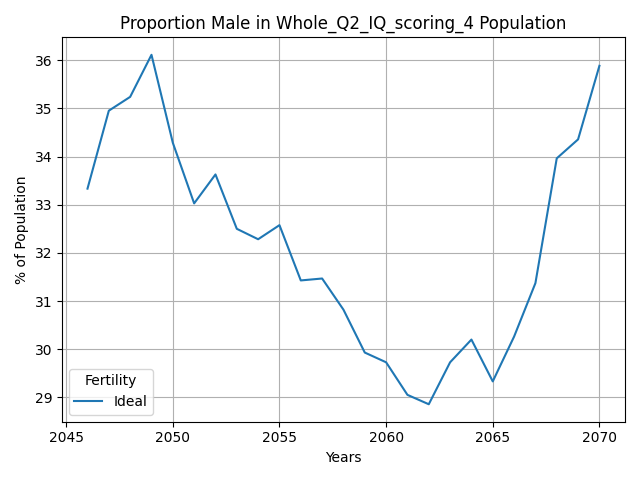 Proportion Male in Whole_Q2_IQ_scoring_4 Population
% of Population
36
35
34
33
32
31
30
29
Fertility
Ideal
2045 2050 2055 2060 2065 2070
Years